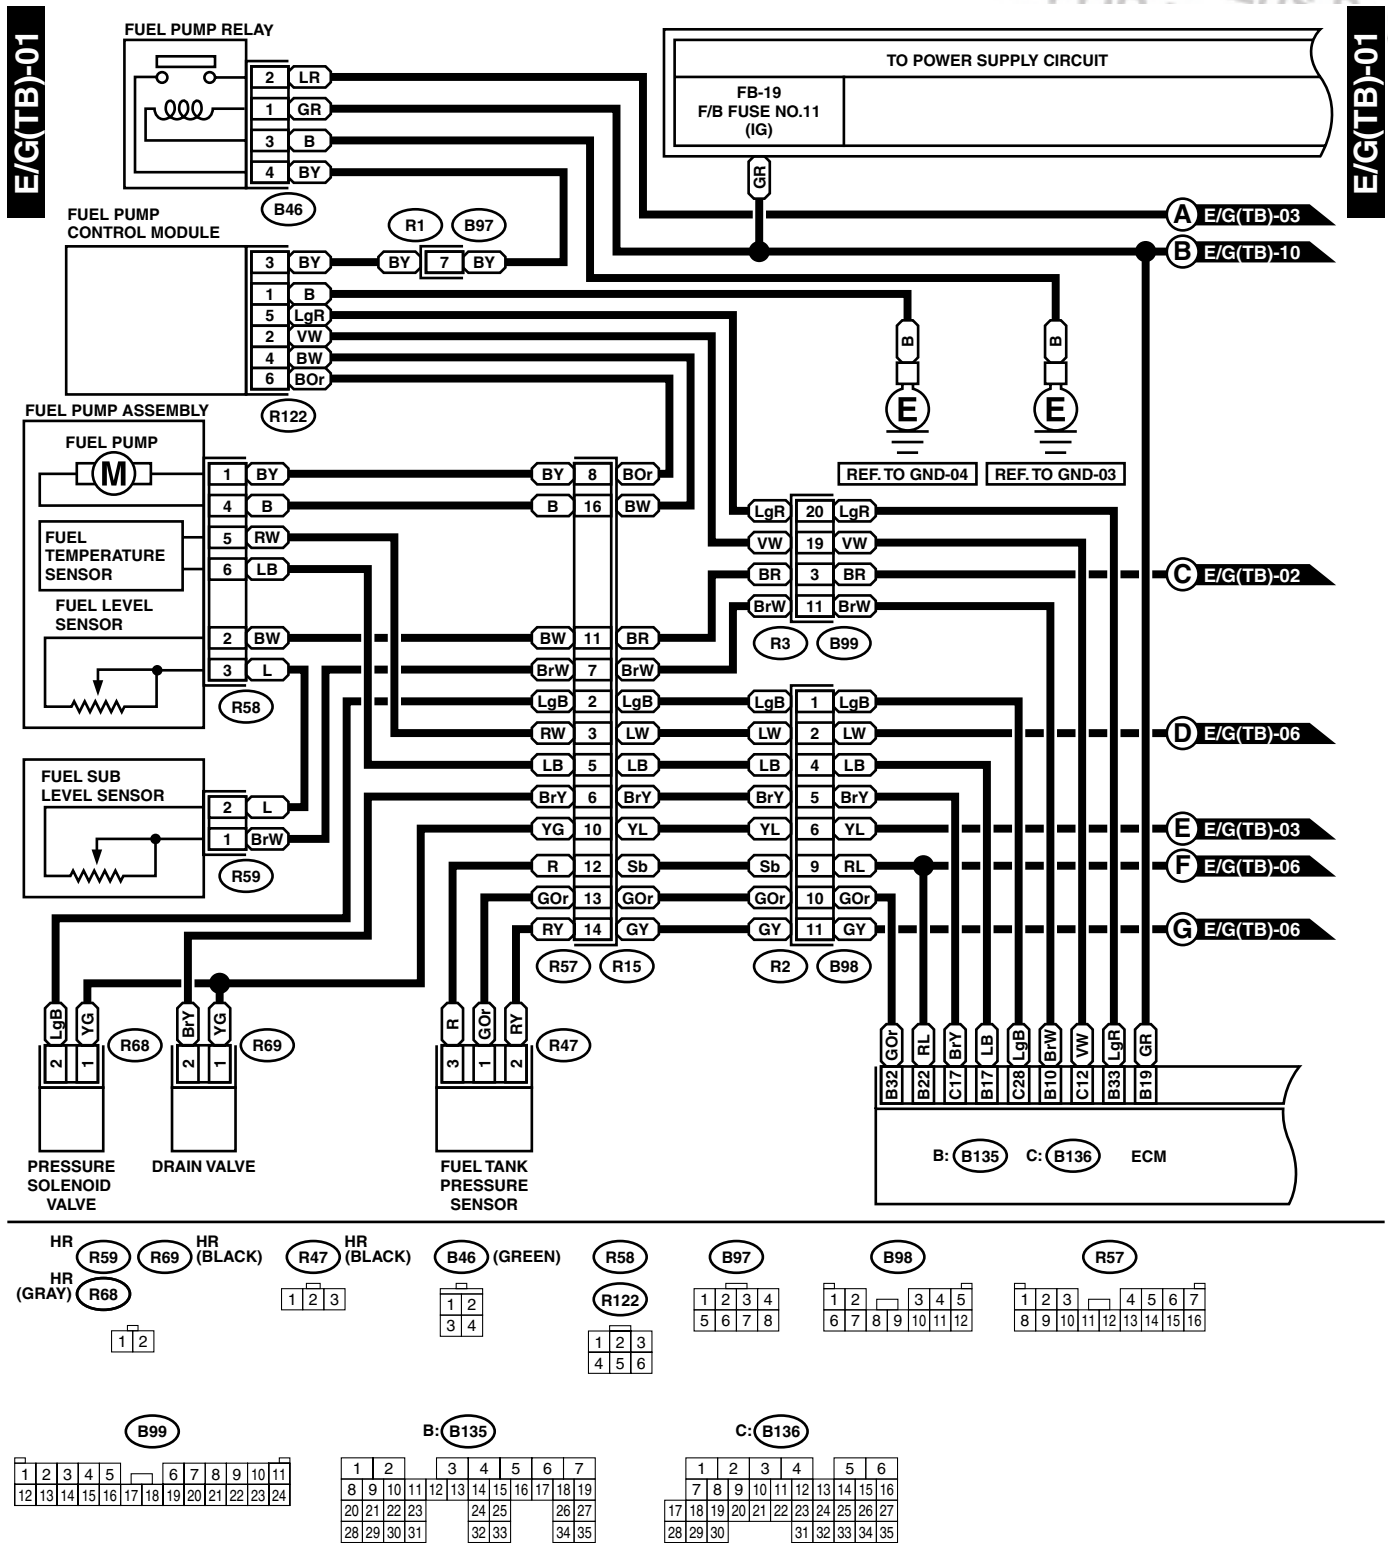 E/G(TB)-01
E/G(TB)-01
FUEL PUMP RELAY
2 LR
1 GR
3 B
4 BY
B46
TO POWER SUPPLY CIRCUIT
FB-19
F/B FUSE NO.11
(IG)
GR
A E/G(TB)-03
B E/G(TB)-10
FUEL PUMP
CONTROL MODULE
R1 B97
3 BY BY 7 BY
1 B
5 LgR
2 VW
4 BW
6 BOr
R122
B B
E E
REF. TO GND-04 REF. TO GND-03
FUEL PUMP ASSEMBLY
FUEL PUMP
M
1 BY BY 8 BOr
4 B B 16 BW
FUEL
TEMPERATURE
SENSOR
5 RW
6 LB
FUEL LEVEL
SENSOR
2 BW BW 11 BR
3 L BrW 7 BrW
R58
LgR 20 LgR
VW 19 VW
BR 3 BR C E/G(TB)-02
BrW 11 BrW
R3 B99
LgB 2 LgB LgB 1 LgB
RW 3 LW LW 2 LW D E/G(TB)-06
LB 5 LB LB 4 LB
BrY 6 BrY BrY 5 BrY
YG 10 YL YL 6 YL E E/G(TB)-03
R 12 Sb Sb 9 RL F E/G(TB)-06
GOr 13 GOr GOr 10 GOr
RY 14 GY GY 11 GY G E/G(TB)-06
R57 R15 R2 B98
FUEL SUB
LEVEL SENSOR
2 L
1 BrW
R59
LgB YG R68 BrY YG R69 R GOr RY R47
2 1 2 1 3 1 2
PRESSURE
SOLENOID
VALVE
DRAIN VALVE
FUEL TANK
PRESSURE
SENSOR
GOr RL BrY LB LgB BrW VW LgR GR
B32 B22 C17 B17 C28 B10 C12 B33 B19
B: B135 C: B136 ECM
HR R59 R69 HR (BLACK)
HR (GRAY) R68
1 2
R47 HR (BLACK)
1 2 3
B46 (GREEN)
1 2
3 4
R58
R122
1 2 3
4 5 6
B97
1 2 3 4
5 6 7 8
B98
1 2 3 4 5
6 7 8 9 10 11 12
R57
1 2 3 4 5 6 7
8 9 10 11 12 13 14 15 16
B99
1 2 3 4 5 6 7 8 9 10 11
12 13 14 15 16 17 18 19 20 21 22 23 24
B: B135
1 2 3 4 5 6 7
8 9 10 11 12 13 14 15 16 17 18 19
20 21 22 23 24 25 26 27
28 29 30 31 32 33 34 35
C: B136
1 2 3 4 5 6
7 8 9 10 11 12 13 14 15 16
17 18 19 20 21 22 23 24 25 26 27
28 29 30 31 32 33 34 35